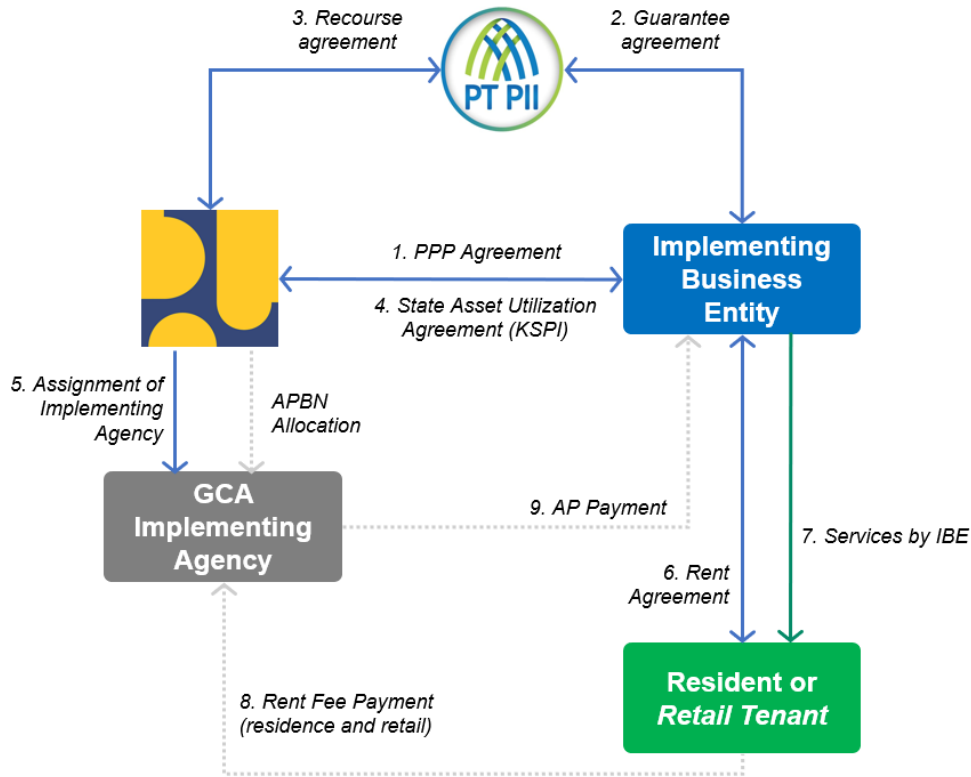 3. Recourse
agreement
2. Guarantee
agreement
PT PII
1. PPP Agreement
Implementing
Business
Entity
4. State Asset Utilization
Agreement (KSPI)
5. Assignment of
Implementing
Agency
APBN
Allocation
GCA
Implementing
Agency
9. AP Payment
7. Services by IBE
6. Rent
Agreement
Resident or
Retail Tenant
8. Rent Fee Payment
(residence and retail)